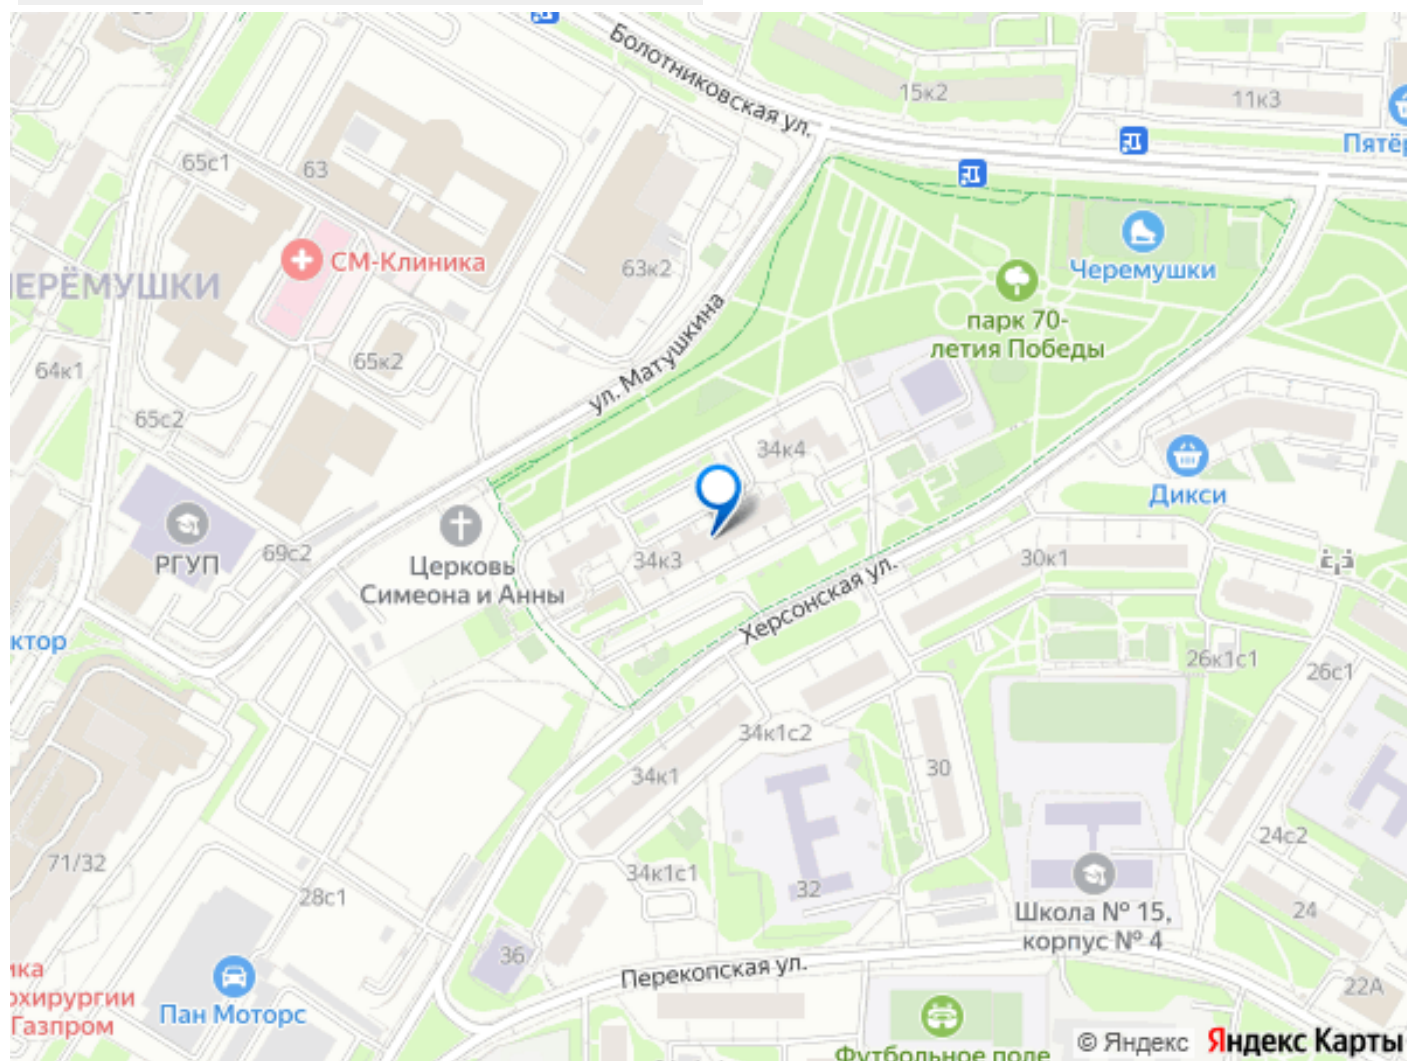 Болотниковская ул.
15к2
11к3
Пятёр
65с1
63
СМ-Клиника
63к2
Черемушки
ЕРЁМУШКИ
парк 70-
летия Победы
ул. Матушкина
64к1
65к2
65с2
34к4
Дикси
РГУП
69с2
Церковь
Симеона и Анны
34к3
30к1
Херсонская ул.
ктор
26к1с1
26с1
34к1с2
34к1
30
71/32
28с1
34к1с1
32
24с2
24
Школа № 15,
корпус № 4
36
Перекопская ул.
22А
ика
охирургии
Газпром
Пан Моторс
Футбольное поле
© Яндекс Яндекс Карты